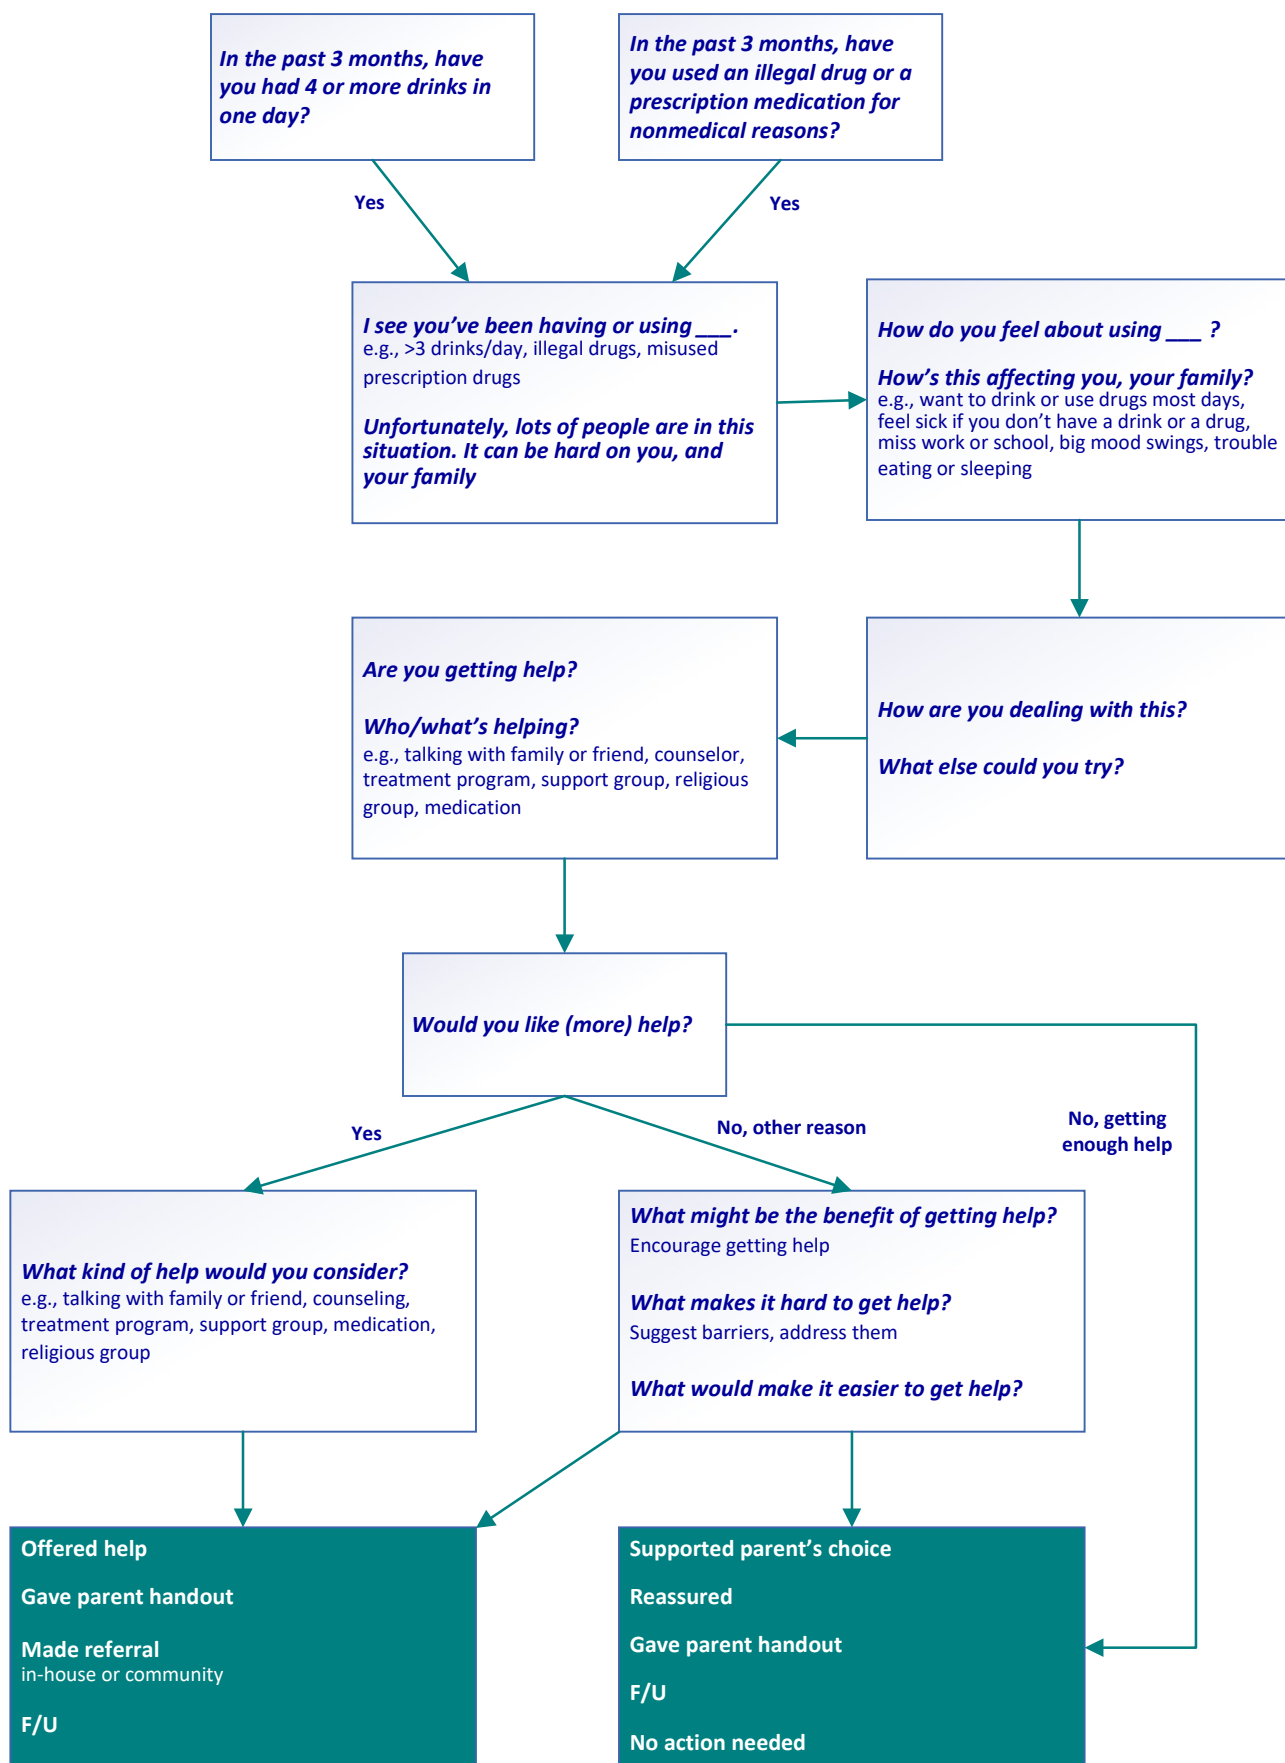 In the past 3 months, have
you had 4 or more drinks in
one day?
In the past 3 months, have
you used an illegal drug or a
prescription medication for
nonmedical reasons?
Yes
Yes
I see you’ve been having or using ___.
e.g., >3 drinks/day, illegal drugs, misused
prescription drugs
Unfortunately, lots of people are in this
situation. It can be hard on you, and
your family
How do you feel about using ___ ?
How’s this affecting you, your family?
e.g., want to drink or use drugs most days,
feel sick if you don’t have a drink or a drug,
miss work or school, big mood swings, trouble
eating or sleeping
Are you getting help?
Who/what’s helping?
e.g., talking with family or friend, counselor,
treatment program, support group, religious
group, medication
How are you dealing with this?
What else could you try?
Would you like (more) help?
Yes
No, other reason
No, getting
enough help
What kind of help would you consider?
e.g., talking with family or friend, counseling,
treatment program, support group, medication,
religious group
What might be the benefit of getting help?
Encourage getting help
What makes it hard to get help?
Suggest barriers, address them
What would make it easier to get help?
Offered help
Gave parent handout
Made referral
in-house or community
F/U
Supported parent’s choice
Reassured
Gave parent handout
F/U
No action needed